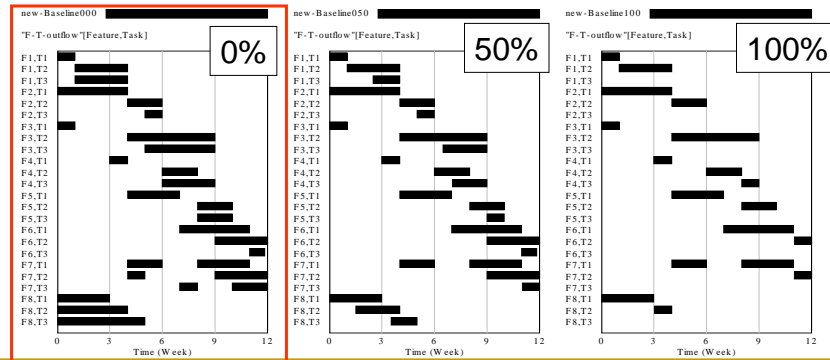 new-Baseline000
"F-T-outflow"[Feature,Task]
0%
F1,T1
F1,T2
F1,T3
F2,T1
F2,T2
F2,T3
F3,T1
F3,T2
F3,T3
F4,T1
F4,T2
F4,T3
F5,T1
F5,T2
F5,T3
F6,T1
F6,T2
F6,T3
F7,T1
F7,T2
F7,T3
F8,T1
F8,T2
F8,T3
0 3 6 9 12
Time (Week)
new-Baseline050
"F-T-outflow"[Feature,Task]
50%
F1,T1
F1,T2
F1,T3
F2,T1
F2,T2
F2,T3
F3,T1
F3,T2
F3,T3
F4,T1
F4,T2
F4,T3
F5,T1
F5,T2
F5,T3
F6,T1
F6,T2
F6,T3
F7,T1
F7,T2
F7,T3
F8,T1
F8,T2
F8,T3
0 3 6 9 12
Time (Week)
new-Baseline100
"F-T-outflow"[Feature,Task]
100%
F1,T1
F1,T2
F1,T3
F2,T1
F2,T2
F2,T3
F3,T1
F3,T2
F3,T3
F4,T1
F4,T2
F4,T3
F5,T1
F5,T2
F5,T3
F6,T1
F6,T2
F6,T3
F7,T1
F7,T2
F7,T3
F8,T1
F8,T2
F8,T3
0 3 6 9 12
Time (Week)